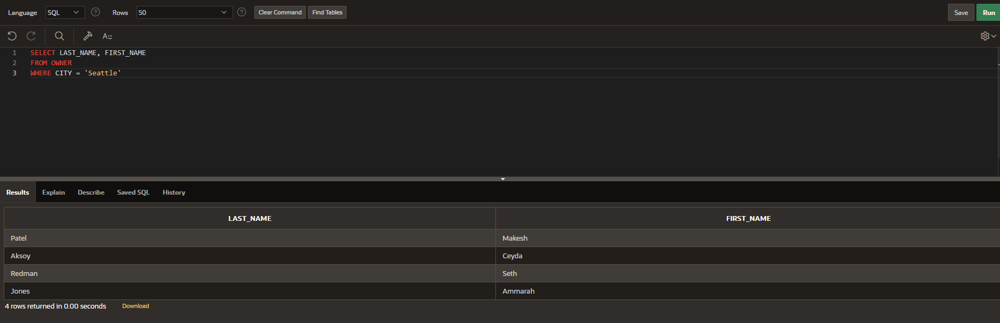 Language SQL ? Rows 50 ? Clear Command Find Tables Save Run
A::
1 SELECT LAST_NAME, FIRST_NAME
2 FROM OWNER
3 WHERE CITY = 'Seattle'
Results Explain Describe Saved SQL History
LAST_NAME FIRST_NAME
Patel Makesh
Aksoy Ceyda
Redman Seth
Jones Ammarah
4 rows returned in 0.00 seconds Download